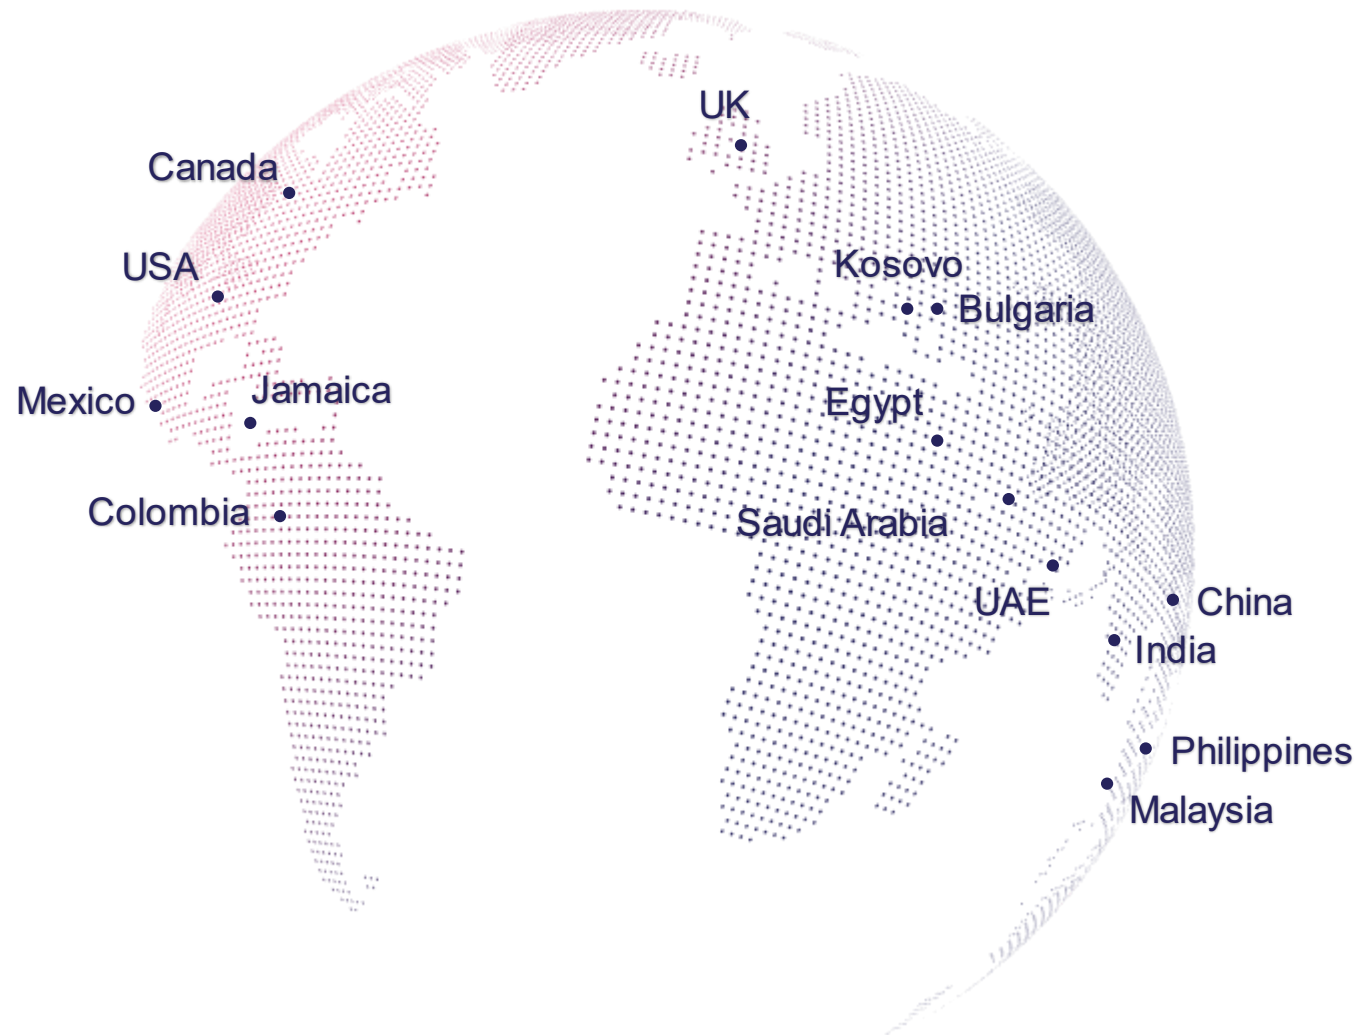 UK
Canada
USA
Kosovo
Bulgaria
Mexico
Jamaica
Egypt
Colombia
Saudi Arabia
UAE
China
India
Philippines
Malaysia